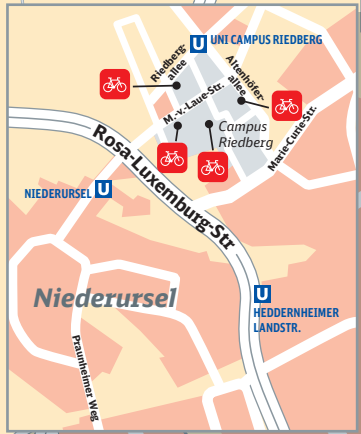 U UNI CAMPUS RIEDBERG
Riedberg-
allee
Altenhöfer
allee
M.-v.-Laue-Str.
Campus
Riedberg
Marie-Curie-Str.
Rosa-Luxemburg-Str
NIEDERURSEL U
Niederursel
U
HEDDERNHEIMER
LANDSTR.
Praunheimer Weg